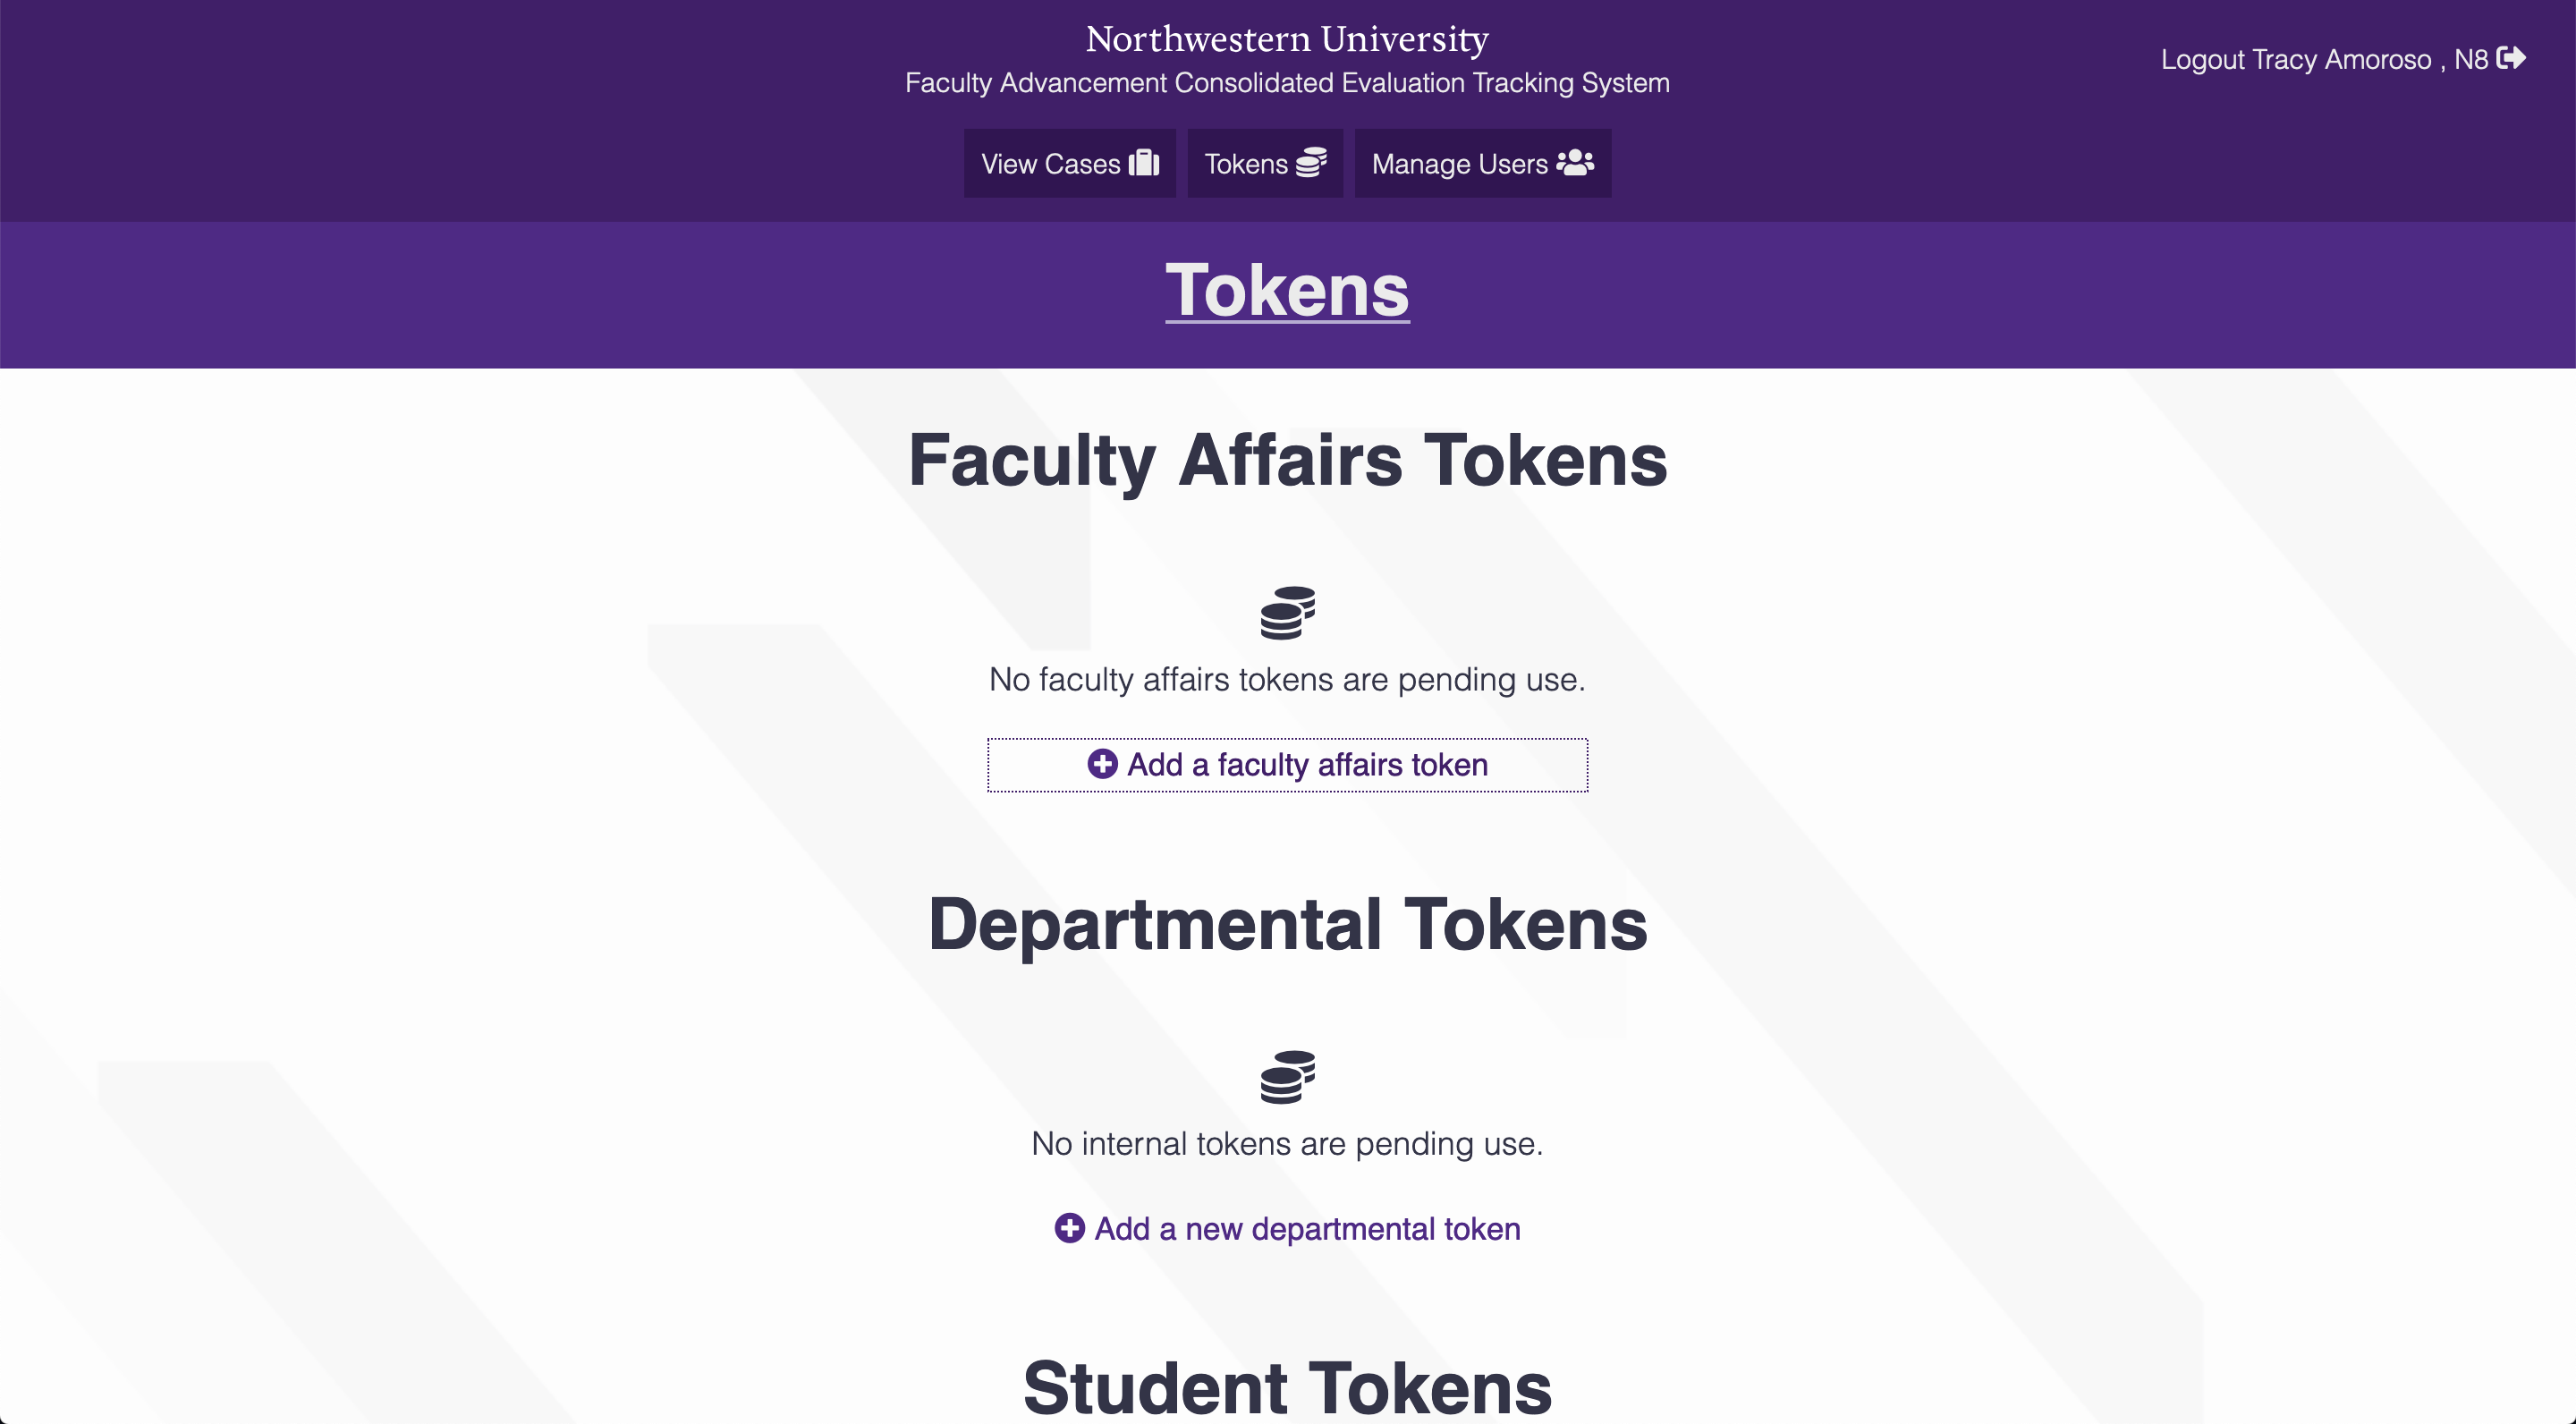 Northwestern University
Faculty Advancement Consolidated Evaluation Tracking System
Logout Tracy Amoroso , N8
View Cases
Tokens
Manage Users
Tokens
Faculty Affairs Tokens
No faculty affairs tokens are pending use.
Add a faculty affairs token
Departmental Tokens
No internal tokens are pending use.
Add a new departmental token
Student Tokens